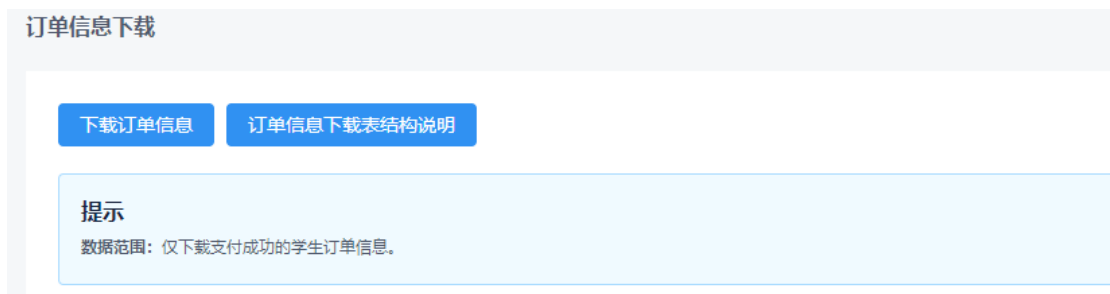 订单信息下载
下载订单信息 订单信息下载表结构说明
提示
数据范围：仅下载支付成功的学生订单信息。